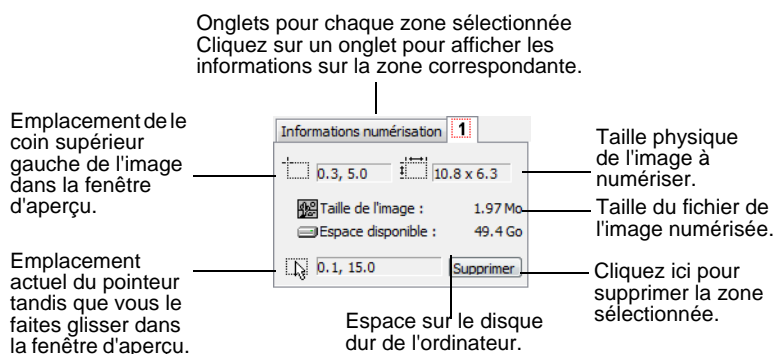 Onglets pour chaque zone sélectionnée
Cliquez sur un onglet pour afficher les
informations sur la zone correspondante.
Emplacement de le
coin supérieur
gauche de l'image
dans la fenêtre
d'aperçu.
Informations numérisation
1
0.3, 5.0
10.8 x 6.3
Taille de l'image :
1.97 Mo
Espace disponible :
49.4 Go
0.1, 15.0
Supprimer
Taille physique
de l'image à
numériser.
Taille du fichier de
l'image numérisée.
Emplacement
actuel du pointeur
tandis que vous le
faites glisser dans
la fenêtre d'aperçu.
Espace sur le disque
dur de l'ordinateur.
Cliquez ici pour
supprimer la zone
sélectionnée.